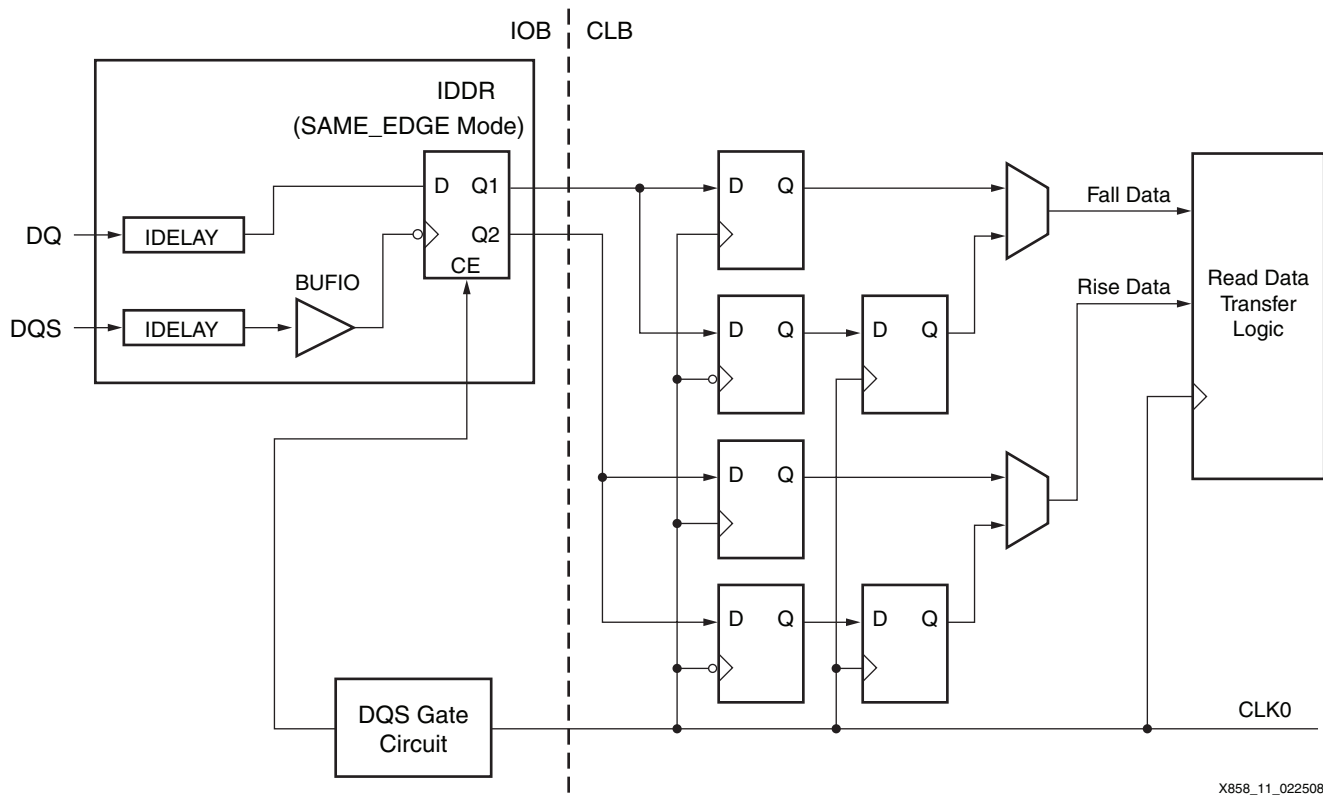 IOB
CLB
IDDR
(SAME_EDGE Mode)
D Q1
Q2
CE
DQ
IDELAY
BUFIO
DQS
IDELAY
D Q
D Q
D Q
D Q
D Q
D Q
Fall Data
Rise Data
Read Data
Transfer
Logic
DQS Gate
Circuit
CLK0
X858_11_022508